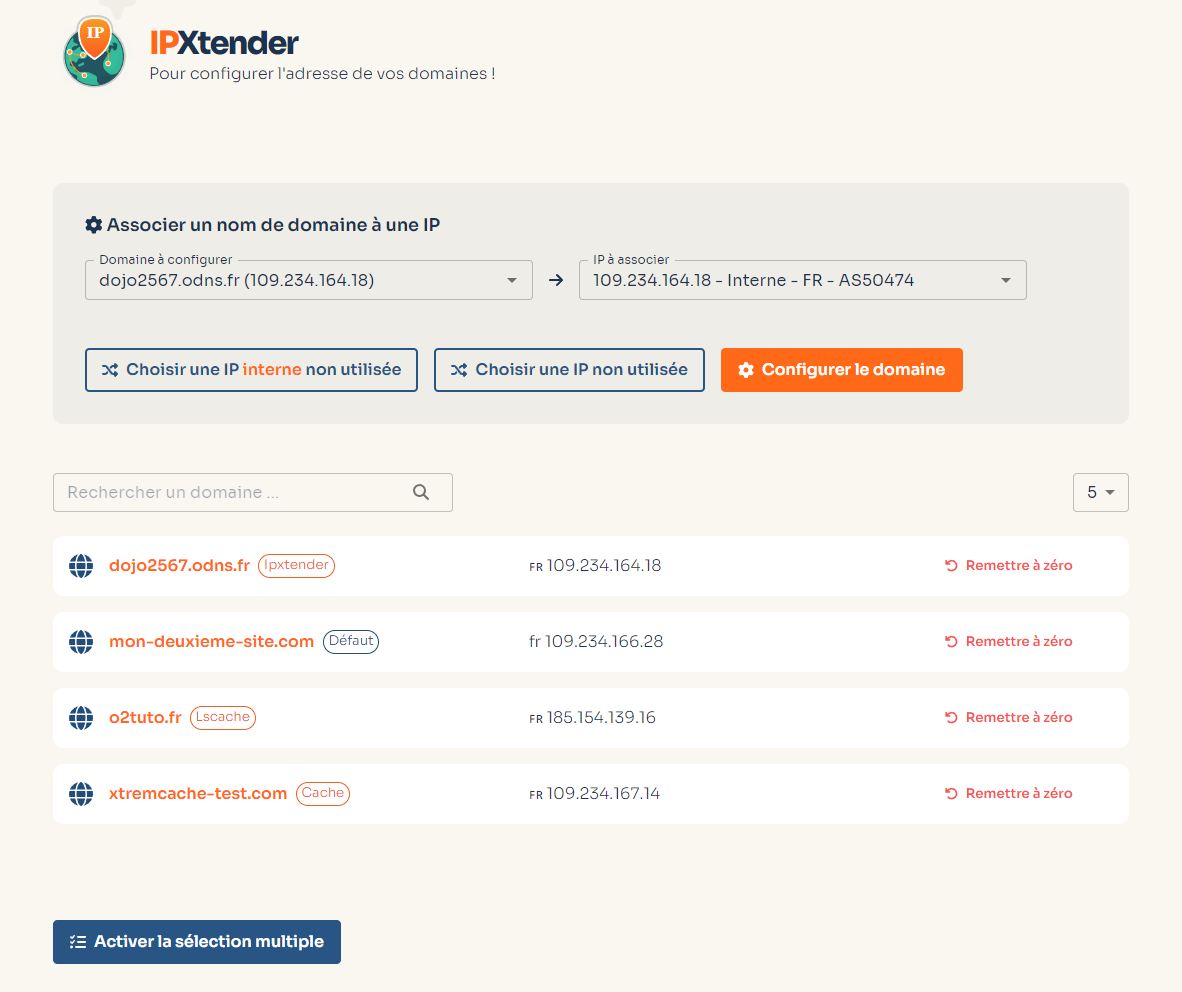 IP
IPXtender
Pour configurer l'adresse de vos domaines !
Associer un nom de domaine à une IP
Domaine à configurer
IP à associer
dojo2567.odns.fr (109.234.164.18)
109.234.164.18 - Interne - FR - AS50474
Choisir une IP interne non utilisée
Choisir une IP non utilisée
Configurer le domaine
Rechercher un domaine ...
5
dojo2567.odns.fr Ipxtender FR 109.234.164.18 Remettre à zéro
mon-deuxieme-site.com Défaut fr 109.234.166.28 Remettre à zéro
o2tuto.fr Lscache FR 185.154.139.16 Remettre à zéro
xtremcache-test.com Cache FR 109.234.167.14 Remettre à zéro
Activer la sélection multiple